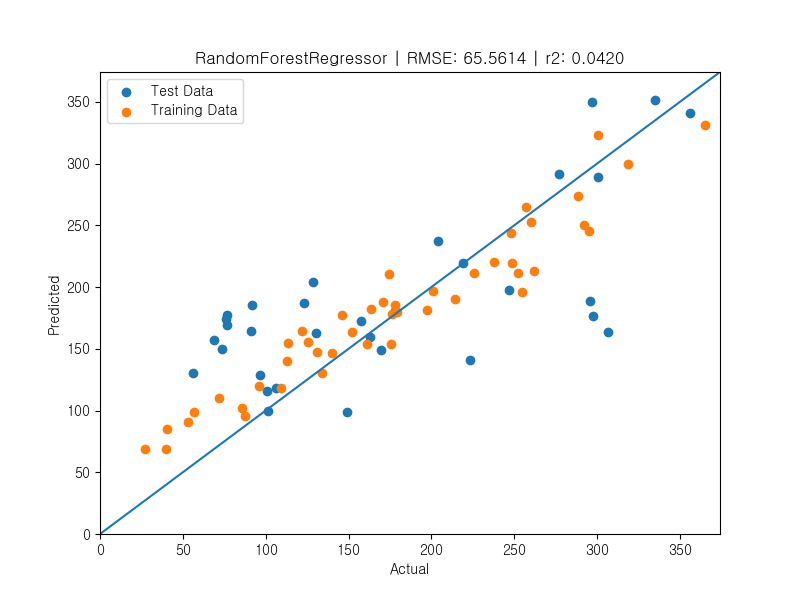 RandomForestRegressor | RMSE: 65.5614 | r2: 0.0420
Test Data
Training Data
350
300
250
200
150
100
50
0
Predicted
0 50 100 150 200 250 300 350
Actual